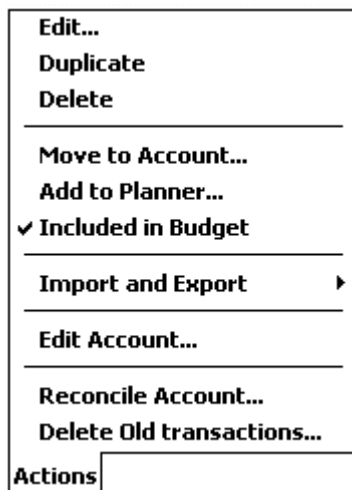 Edit...
Duplicate
Delete
Move to Account...
Add to Planner...
Included in Budget
Import and Export
Edit Account...
Reconcile Account...
Delete Old transactions...
Actions